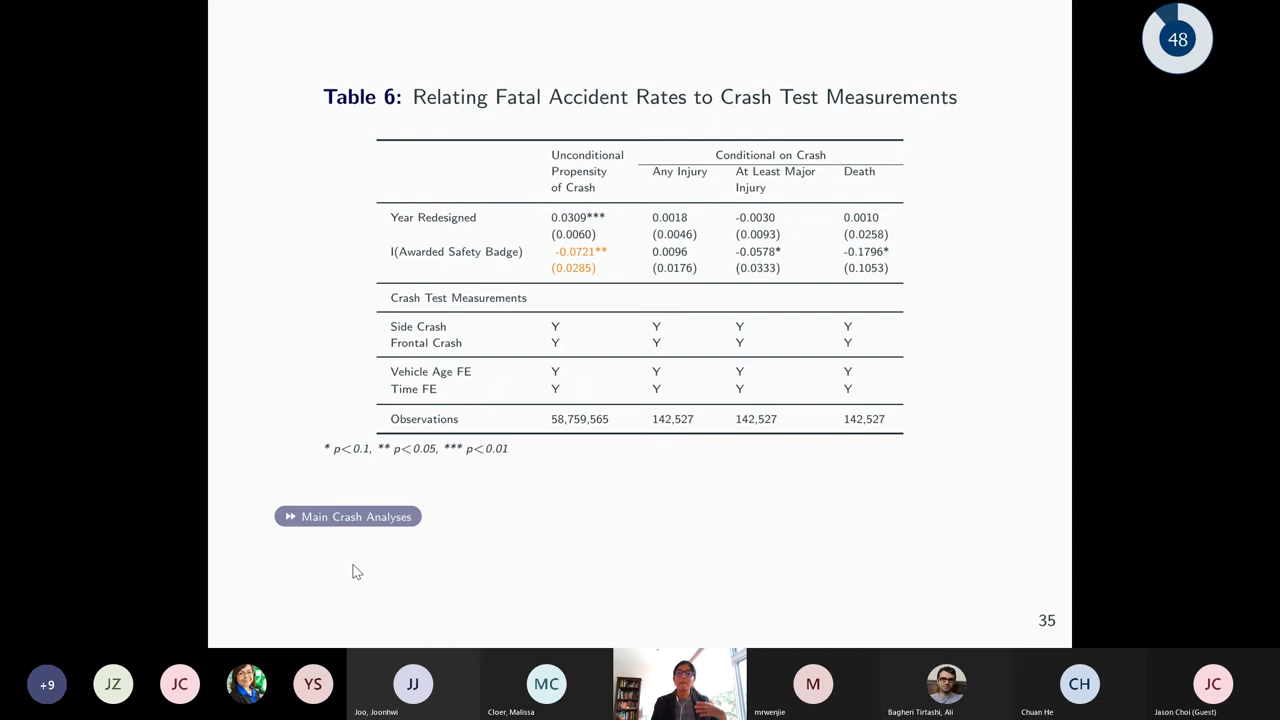 48
Table 6: Relating Fatal Accident Rates to Crash Test Measurements
Unconditional Propensity of Crash
Conditional on Crash
Any Injury
At Least Major Injury
Death
Year Redesigned 0.0309*** 0.0018 -0.0030 0.0010
(0.0060) (0.0046) (0.0093) (0.0258)
I(Awarded Safety Badge) -0.0721** 0.0096 -0.0578* -0.1796*
(0.0285) (0.0176) (0.0333) (0.1053)
Crash Test Measurements
Side Crash Y Y Y Y
Frontal Crash Y Y Y Y
Vehicle Age FE Y Y Y Y
Time FE Y Y Y Y
Observations 58,759,565 142,527 142,527 142,527
* p<0.1, ** p<0.05, *** p<0.01
Main Crash Analyses
35
+9 JZ JC YS JJ MC M CH JC
Joo, Joonhwi Cloer, Malissa mrwenjie Bagheri Tirtashi, Ali Chuan He Jason Choi (Guest)